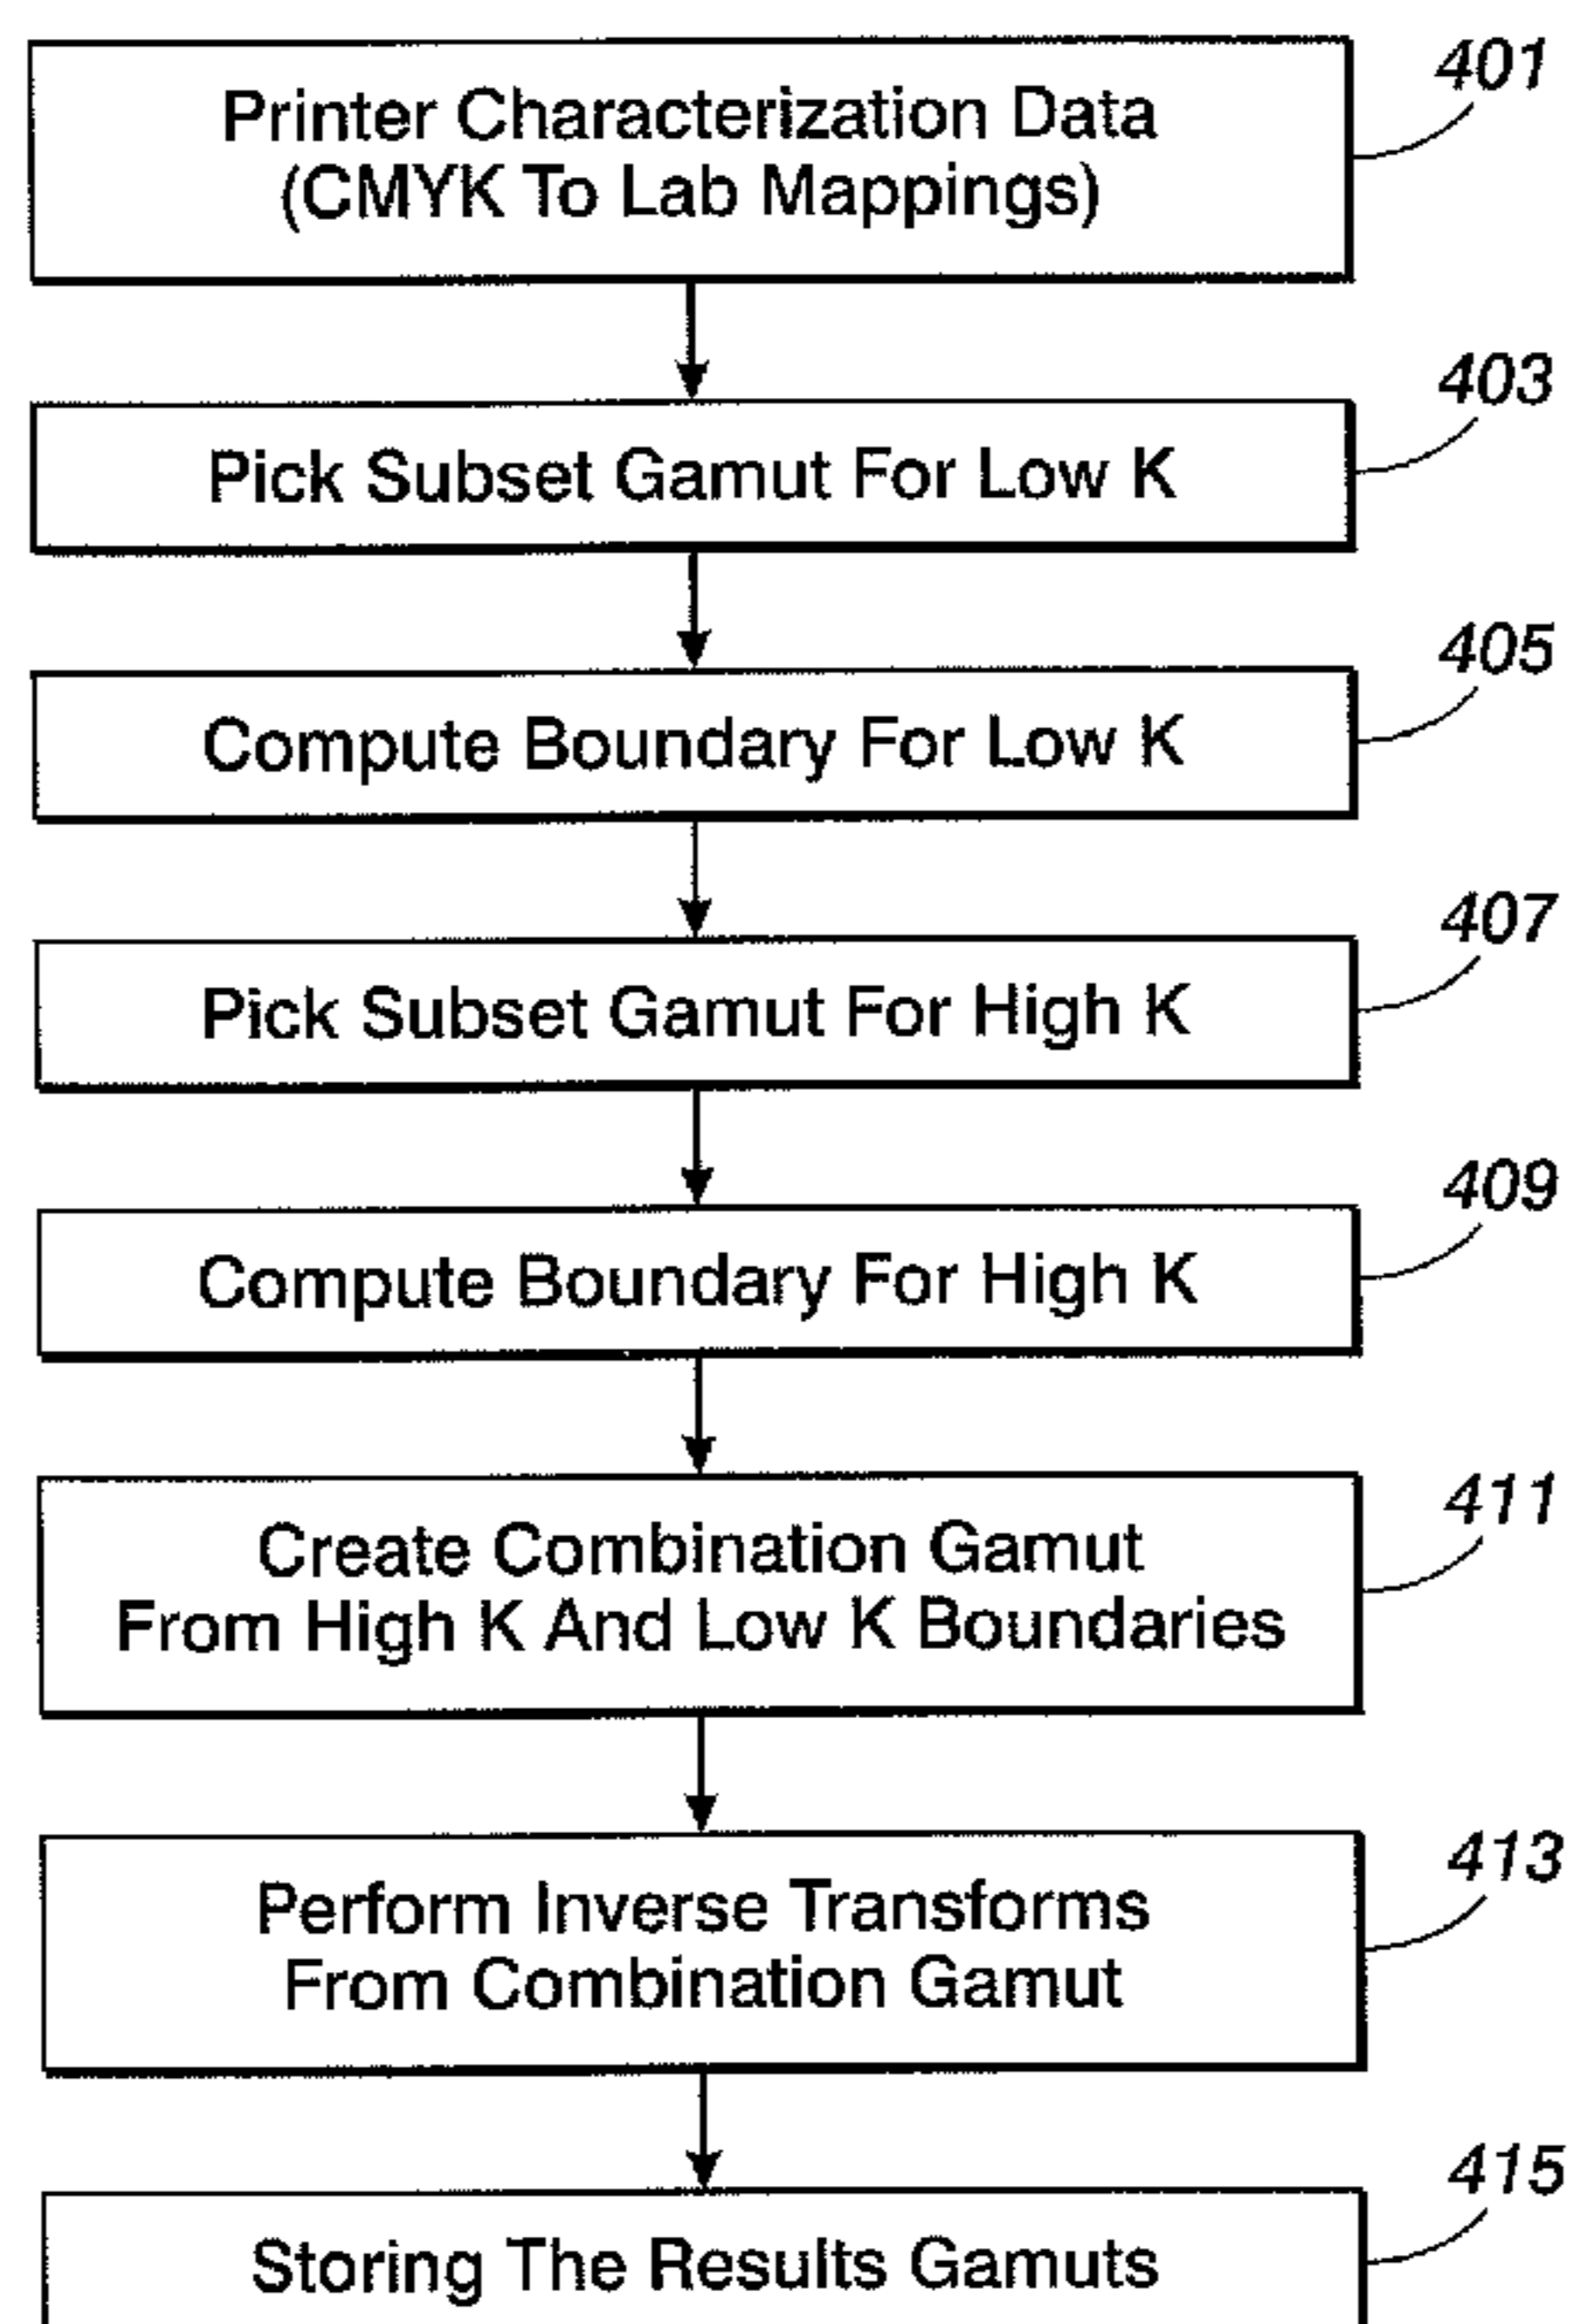 Printer Characterization Data
(CMYK To Lab Mappings)
401
Pick Subset Gamut For Low K
403
Compute Boundary For Low K
405
Pick Subset Gamut For High K
407
Compute Boundary For High K
409
Create Combination Gamut
From High K And Low K Boundaries
411
Perform Inverse Transforms
From Combination Gamut
413
Storing The Results Gamuts
415